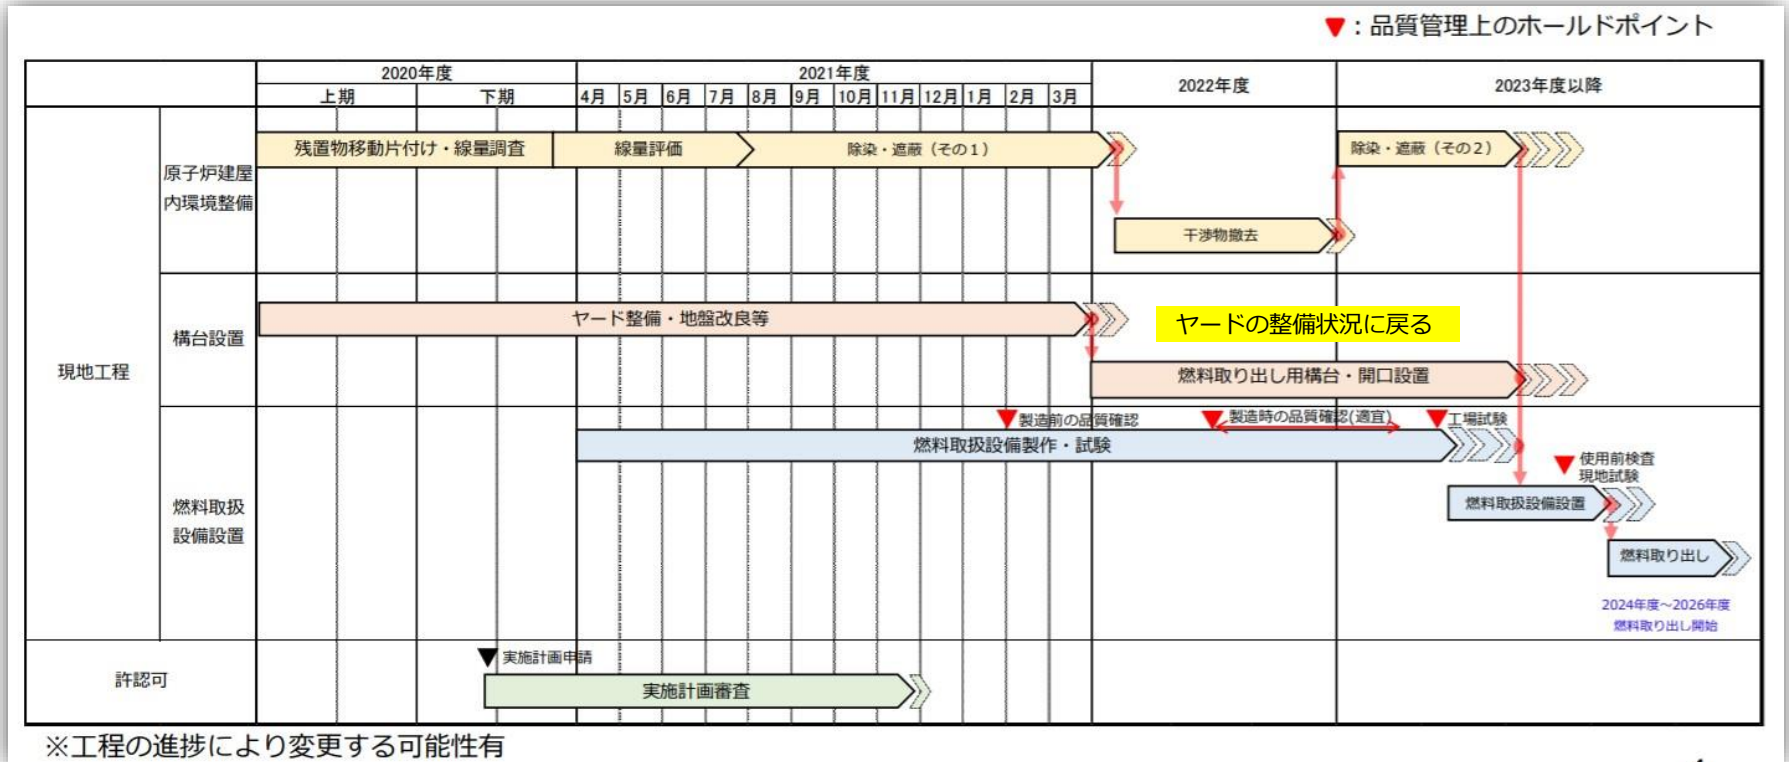 ▼：品質管理上のホールドポイント
2020年度
2021年度
2022年度
2023年度以降
上期
下期
4月
5月
6月
7月
8月
9月
10月
11月
12月
1月
2月
3月
現地工程
原子炉建屋
内環境整備
残置物移動片付け・線量調査
線量評価
除染・遮蔽（その１）
除染・遮蔽（その２）
干渉物撤去
構台設置
ヤード整備・地盤改良等
ヤードの整備状況に戻る
燃料取り出し用構台・開口設置
燃料取扱
設備設置
製造前の品質確認
製造時の品質確認(適宜)
工場試験
燃料取扱設備製作・試験
使用前検査
現地試験
燃料取扱設備設置
燃料取り出し
2024年度～2026年度
燃料取り出し開始
許認可
実施計画申請
実施計画審査
※工程の進捗により変更する可能性有